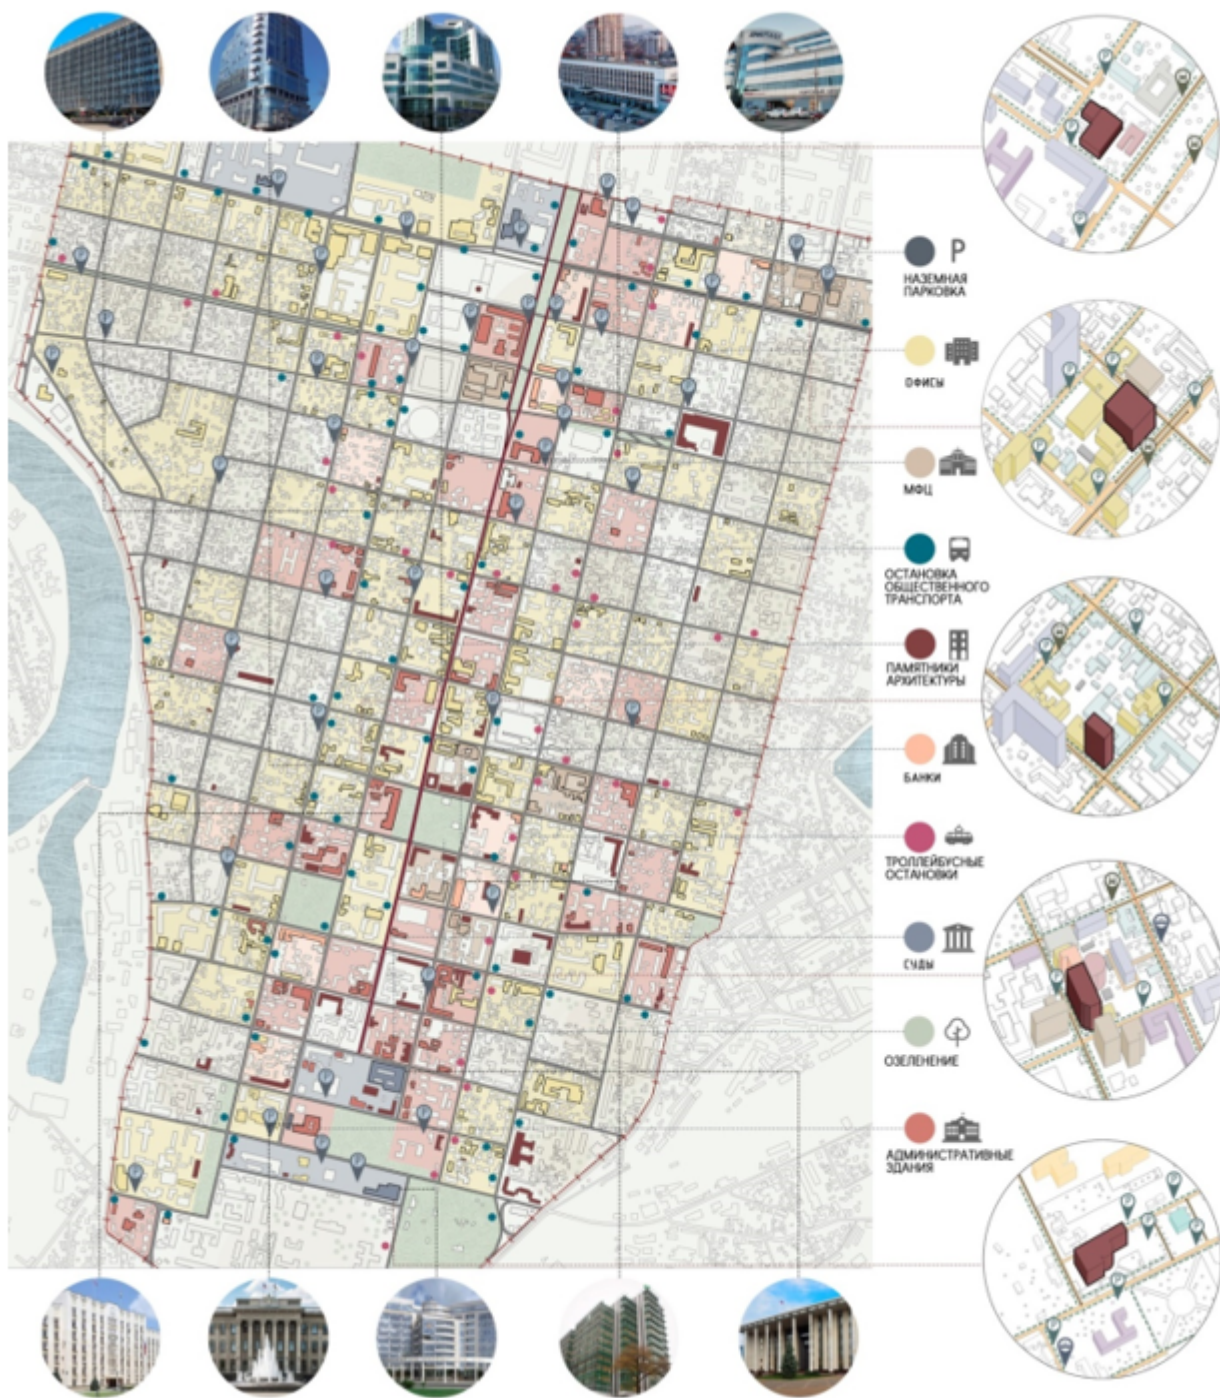 P
НАЗЕМНАЯ
ПАРКОВКА
ОФИСЫ
МФЦ
ОСТАНОВКА
ОБЩЕСТВЕННОГО
ТРАНСПОРТА
ПАМЯТНИКИ
АРХИТЕКТУРЫ
БАНКИ
ТРОЛЛЕЙБУСНЫЕ
ОСТАНОВКИ
СУДЫ
ОЗЕЛЕНЕНИЕ
АДМИНИСТРАТИВНЫЕ
ЗДАНИЯ